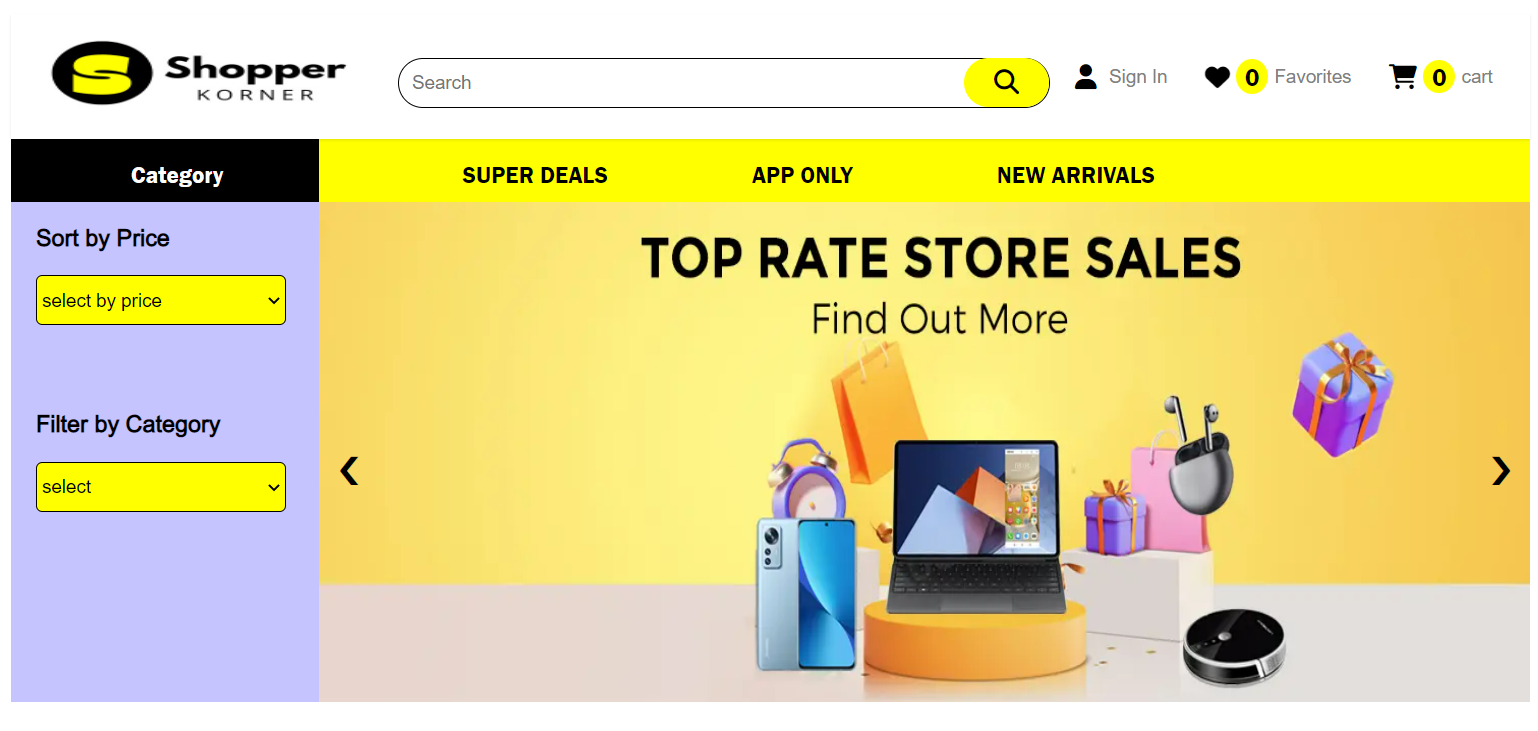 S Shopper
KORNER
Search
Sign In
0 Favorites
0 cart
Category
SUPER DEALS
APP ONLY
NEW ARRIVALS
Sort by Price
select by price
Filter by Category
select
TOP RATE STORE SALES
Find Out More